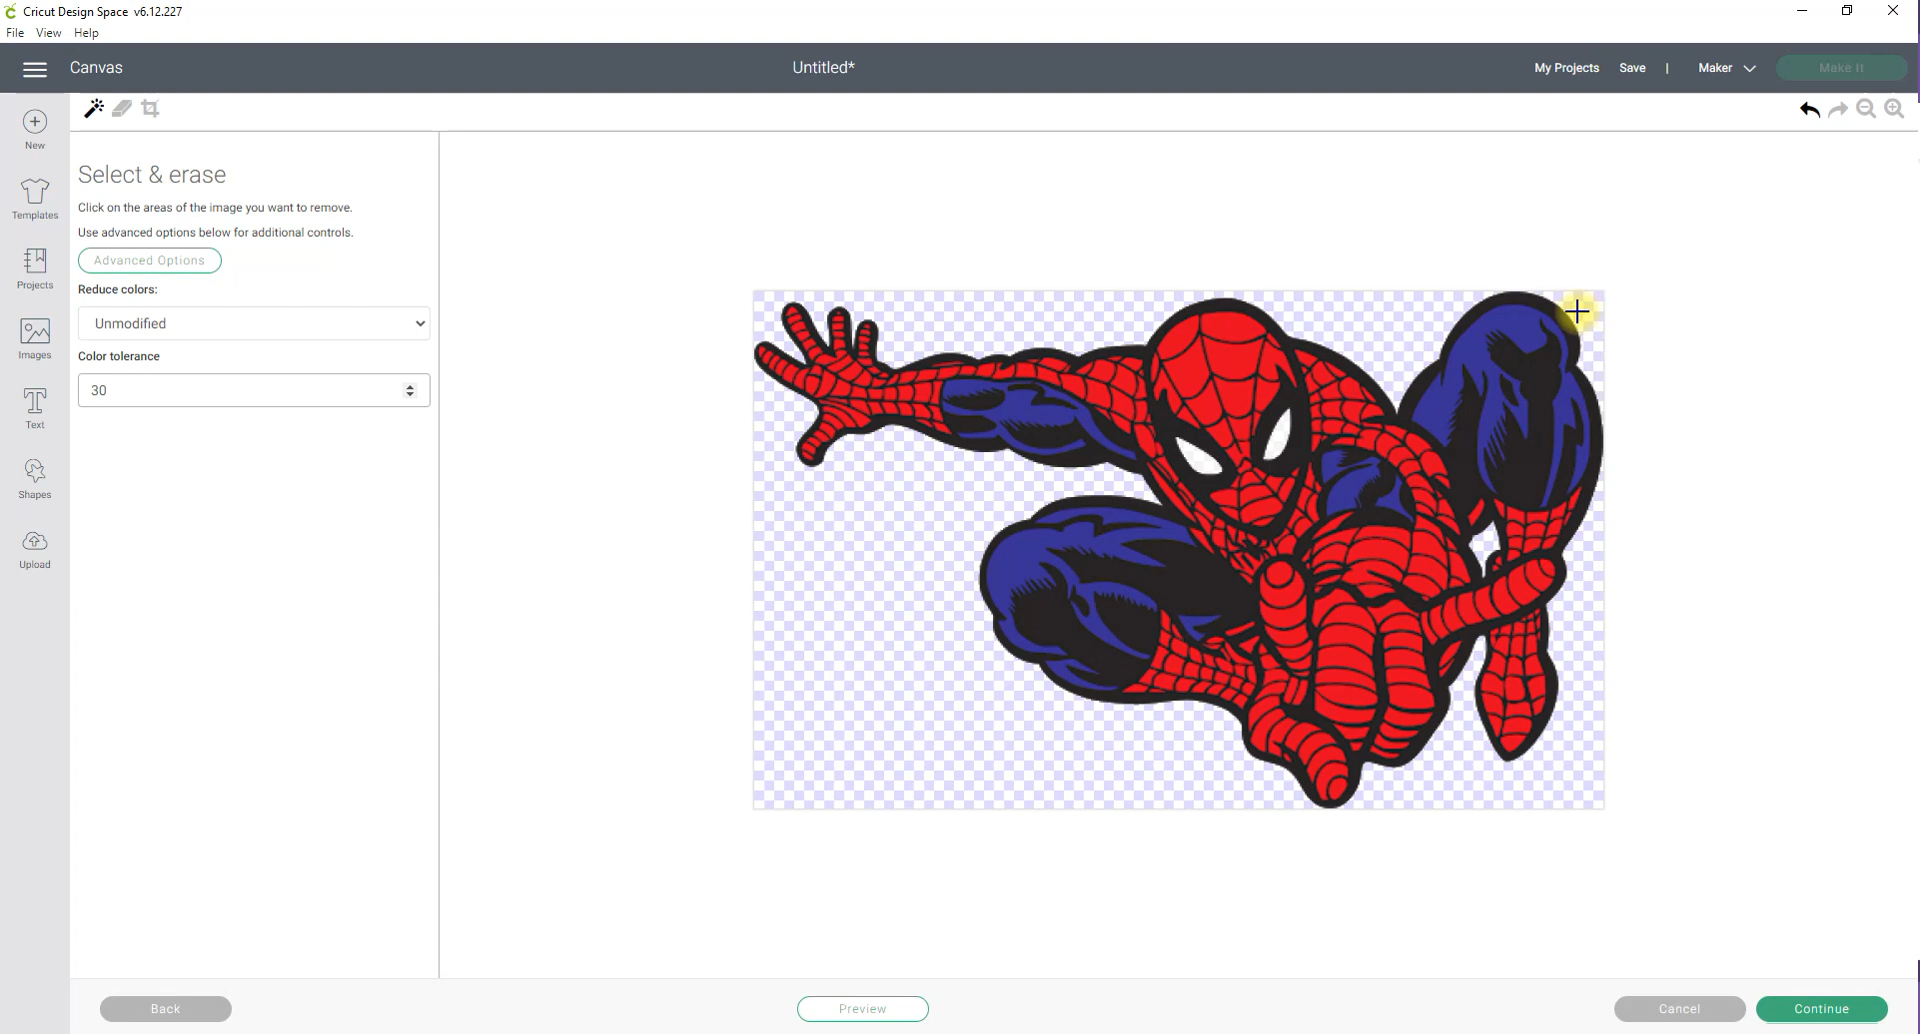 Cricut Design Space v6.12.227
File View Help
Canvas
Untitled*
My Projects Save | Maker Make It
New
Templates
Projects
Images
Text
Shapes
Upload
Select & erase
Click on the areas of the image you want to remove.
Use advanced options below for additional controls.
Advanced Options
Reduce colors:
Unmodified
Color tolerance
30
Back
Preview
Cancel
Continue